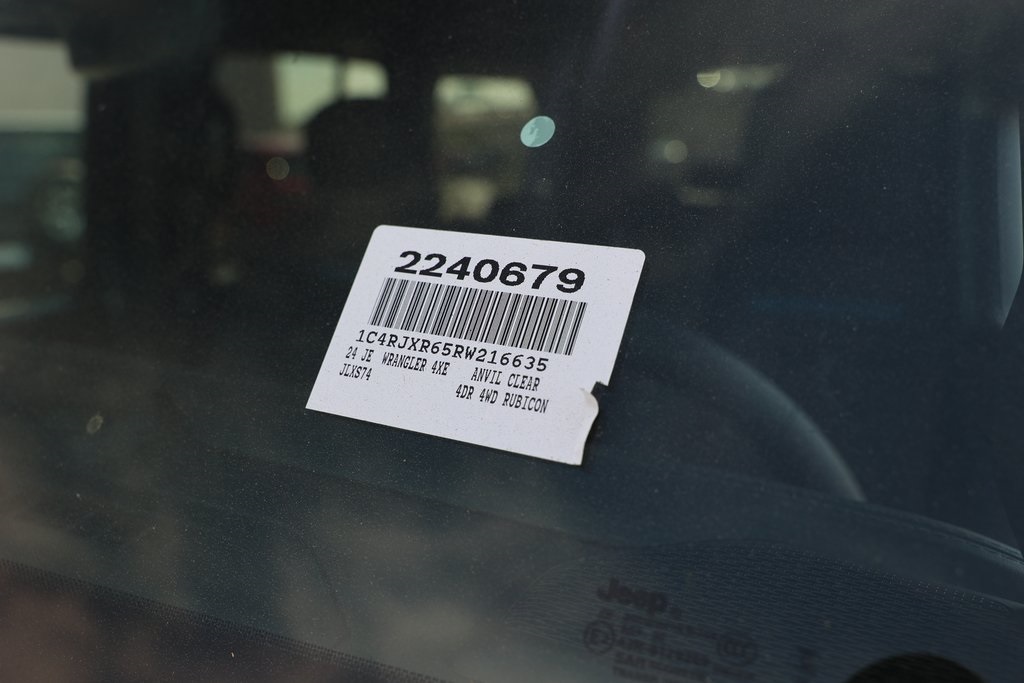 2240679
1C4RJXR65RW216635
24 JE WRANGLER 4XE ANVIL CLEAR
JLXS74 4DR 4WD RUBICON
Jeep